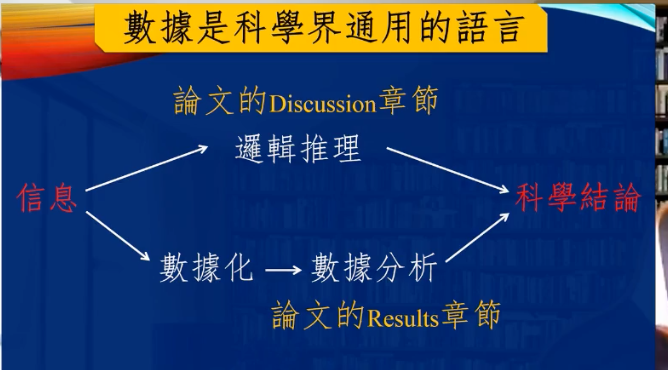 數據是科學界通用的語言
論文的Discussion章節
邏輯推理
信息
科學結論
數據化
數據分析
論文的Results章節